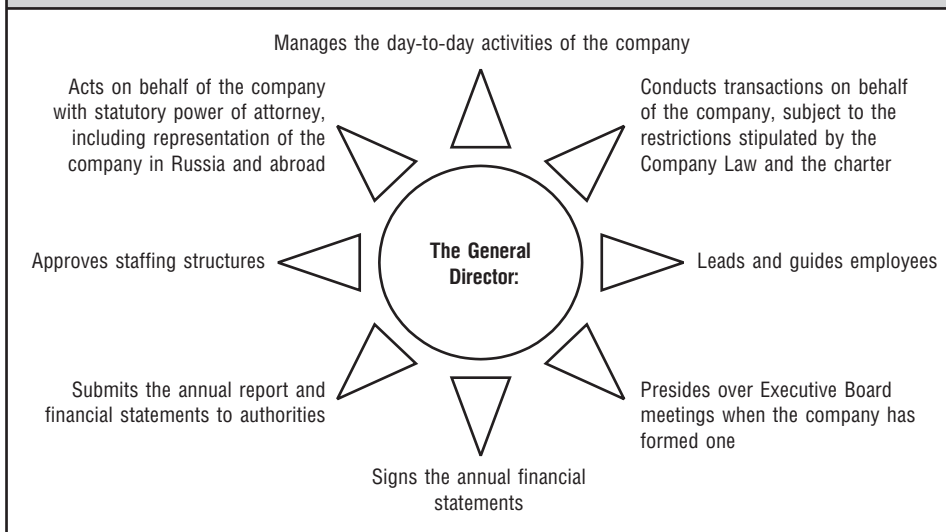 Manages the day-to-day activities of the company
Acts on behalf of the company
with statutory power of attorney,
including representation of the
company in Russia and abroad
Conducts transactions on behalf
of the company, subject to the
restrictions stipulated by the
Company Law and the charter
Approves staffing structures
The General
Director:
Leads and guides employees
Submits the annual report and
financial statements to authorities
Presides over Executive Board
meetings when the company has
formed one
Signs the annual financial
statements